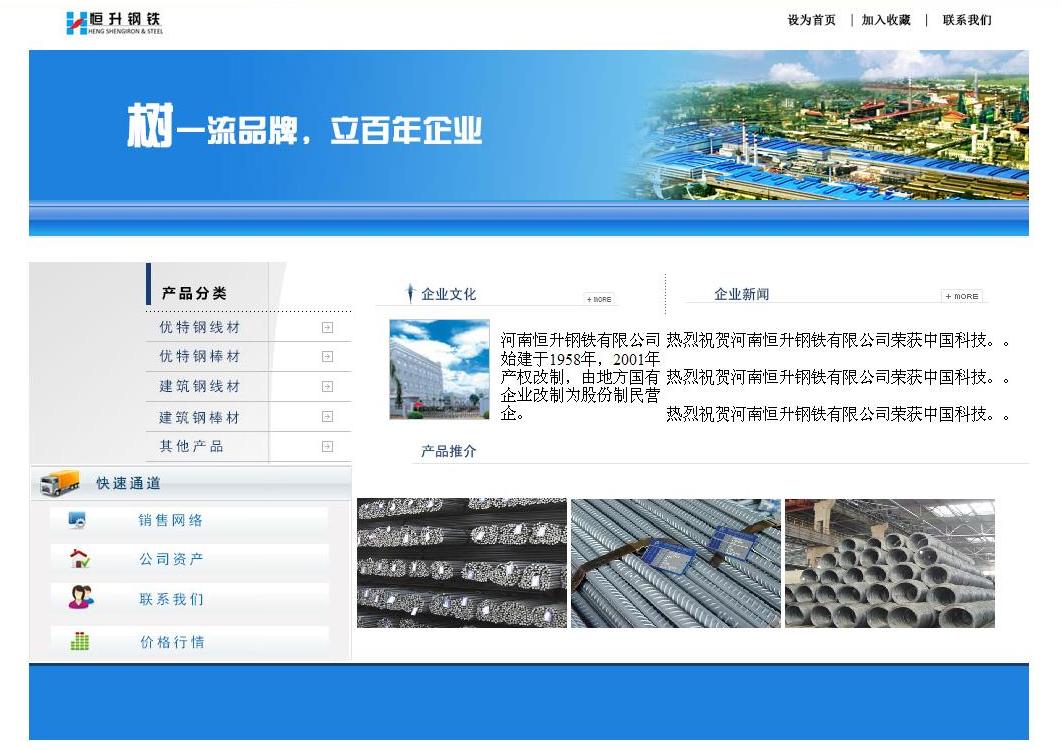 恒升钢铁
HENG SHENGIRON & STEEL
设为首页 | 加入收藏 | 联系我们
树一流品牌，立百年企业
产品分类
优特钢线材
优特钢棒材
建筑钢线材
建筑钢棒材
其他产品
快速通道
销售网络
公司资产
联系我们
价格行情
企业文化
+ MORE
河南恒升钢铁有限公司
始建于1958年，2001年
产权改制，由地方国有
企业改制为股份制民营
企。
企业新闻
+ MORE
热烈祝贺河南恒升钢铁有限公司荣获中国科技。。
热烈祝贺河南恒升钢铁有限公司荣获中国科技。。
热烈祝贺河南恒升钢铁有限公司荣获中国科技。。
产品推介